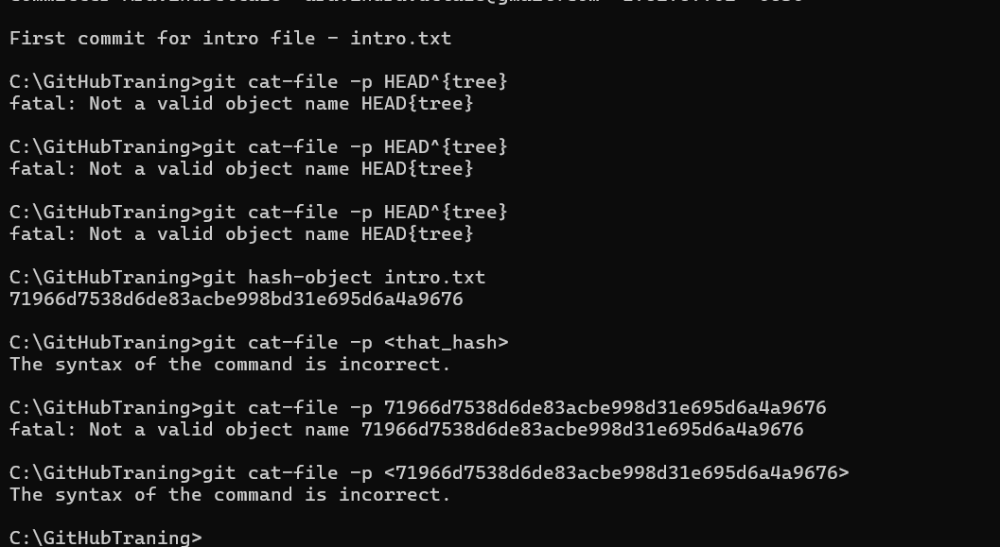 First commit for intro file - intro.txt
C:\GitHubTraning>git cat-file -p HEAD^{tree}
fatal: Not a valid object name HEAD{tree}
C:\GitHubTraning>git cat-file -p HEAD^{tree}
fatal: Not a valid object name HEAD{tree}
C:\GitHubTraning>git cat-file -p HEAD^{tree}
fatal: Not a valid object name HEAD{tree}
C:\GitHubTraning>git hash-object intro.txt
71966d7538d6de83acbe998bd31e695d6a4a9676
C:\GitHubTraning>git cat-file -p <that_hash>
The syntax of the command is incorrect.
C:\GitHubTraning>git cat-file -p 71966d7538d6de83acbe998d31e695d6a4a9676
fatal: Not a valid object name 71966d7538d6de83acbe998d31e695d6a4a9676
C:\GitHubTraning>git cat-file -p <71966d7538d6de83acbe998d31e695d6a4a9676>
The syntax of the command is incorrect.
C:\GitHubTraning>